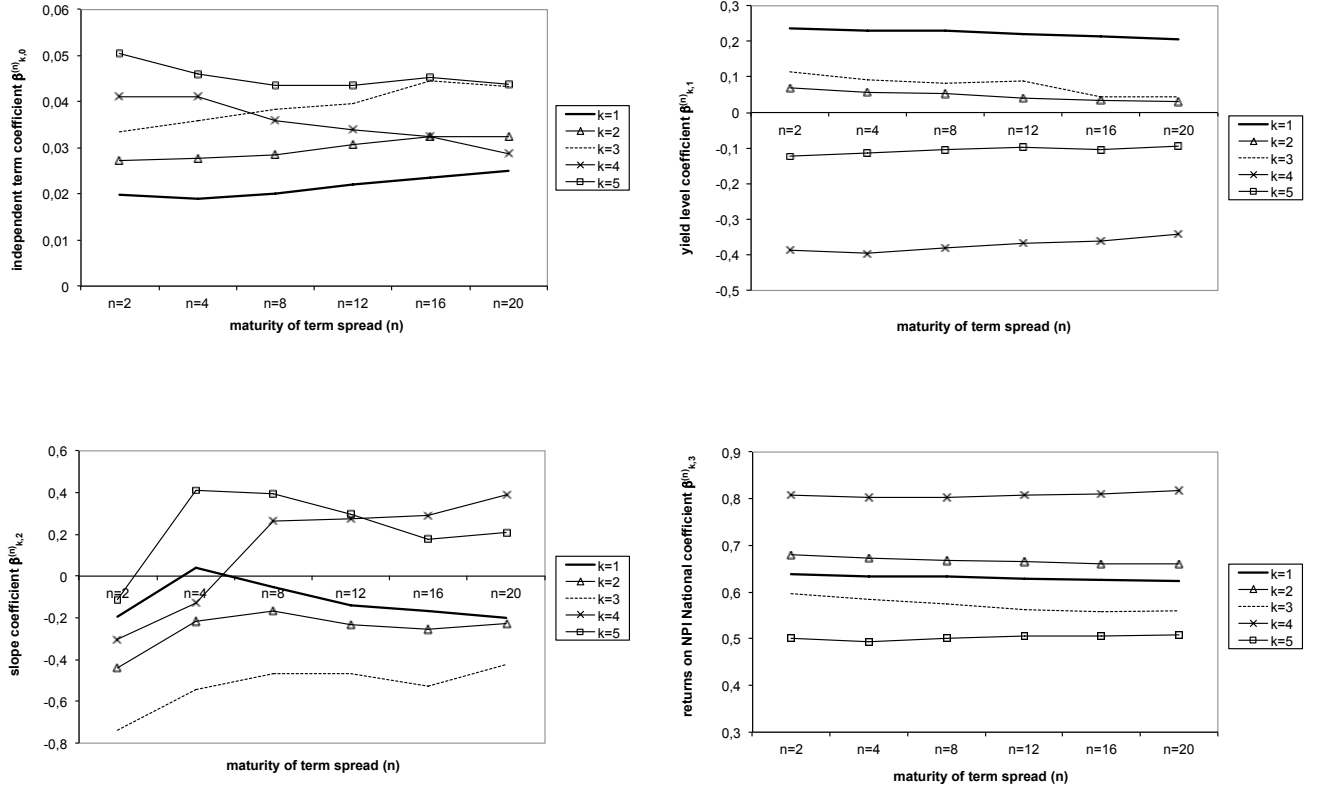 independent term coefficient β(n)k,0
0,06
0,05
0,04
0,03
0,02
0,01
0
n=2 n=4 n=8 n=12 n=16 n=20
maturity of term spread (n)
k=1
k=2
k=3
k=4
k=5
yield level coefficient β(n)k,1
0,3
0,2
0,1
0
-0,1
-0,2
-0,3
-0,4
-0,5
n=2 n=4 n=8 n=12 n=16 n=20
maturity of term spread (n)
k=1
k=2
k=3
k=4
k=5
slope coefficient β(n)k,2
0,6
0,4
0,2
0
-0,2
-0,4
-0,6
-0,8
n=2 n=4 n=8 n=12 n=16 n=20
maturity of term spread (n)
k=1
k=2
k=3
k=4
k=5
returns on NPI National coefficient β(n)k,3
0,9
0,8
0,7
0,6
0,5
0,4
0,3
n=2 n=4 n=8 n=12 n=16 n=20
maturity of term spread (n)
k=1
k=2
k=3
k=4
k=5